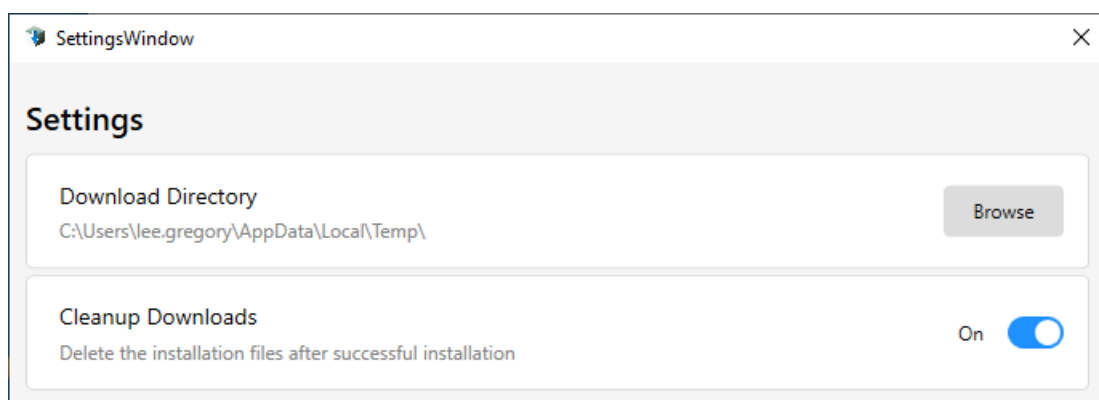 SettingsWindow
Settings
Download Directory
C:\Users\lee.gregory\AppData\Local\Temp\
Browse
Cleanup Downloads
Delete the installation files after successful installation
On